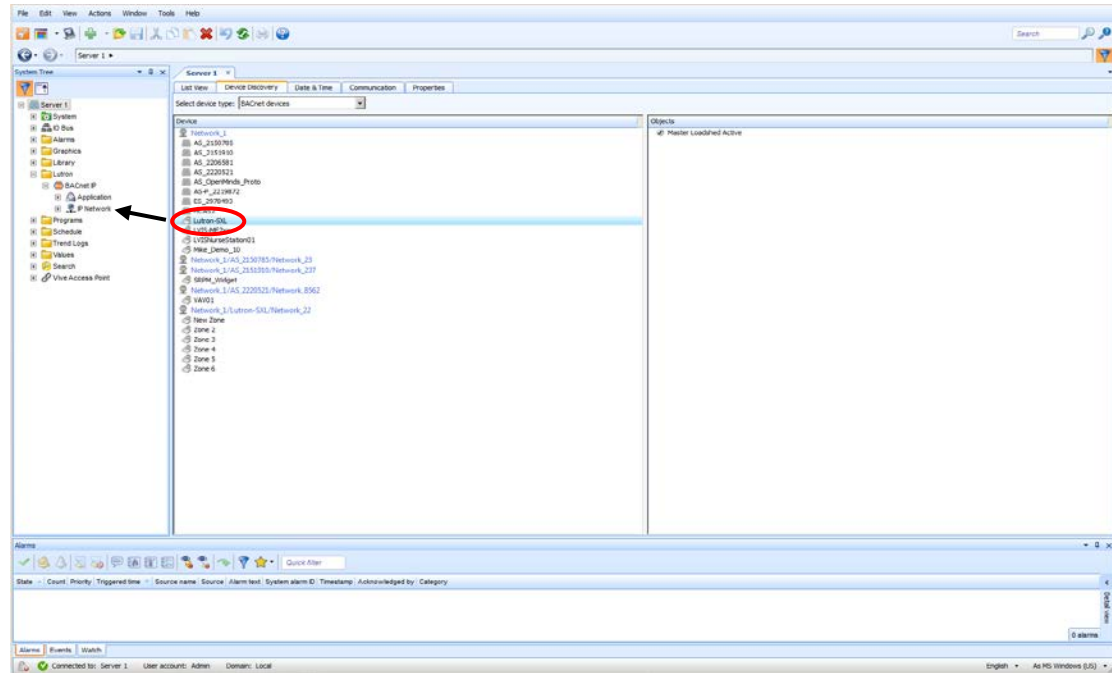 File Edit View Actions Window Tools Help
Search
Server 1
System Tree
Server 1
List View Device Discovery Date & Time Communication Properties
Select device type: BACnet devices
Server 1
System
IO Bus
Alarms
Graphics
Library
Lutron
BACnet IP
Application
IP Network
Programs
Schedule
Trend Logs
Values
Search
Vive Access Point
Device
Network_1
AS_2150785
AS_2151910
AS_2206581
AS_2220521
AS_OpenMinds_Proto
AS-P_2219872
ES_2970493
Lutron-SXL
LVISNurseStation01
Mike_Demo_10
Network_1/AS_2150785/Network_23
Network_1/AS_2151910/Network_237
SRPM_Widget
Network_1/AS_2220521/Network_8562
VAV01
Network_1/Lutron-SXL/Network_22
New Zone
Zone 2
Zone 3
Zone 4
Zone 5
Zone 6
Objects
Master Loadshed Active
Alarms
Quick filter
State Count Priority Triggered time Source name Source Alarm text System alarm ID Timestamp Acknowledged by Category
Detail view
0 alarms
Alarms Events Watch
Connected to: Server 1 User account: Admin Domain: Local English As MS Windows (US)